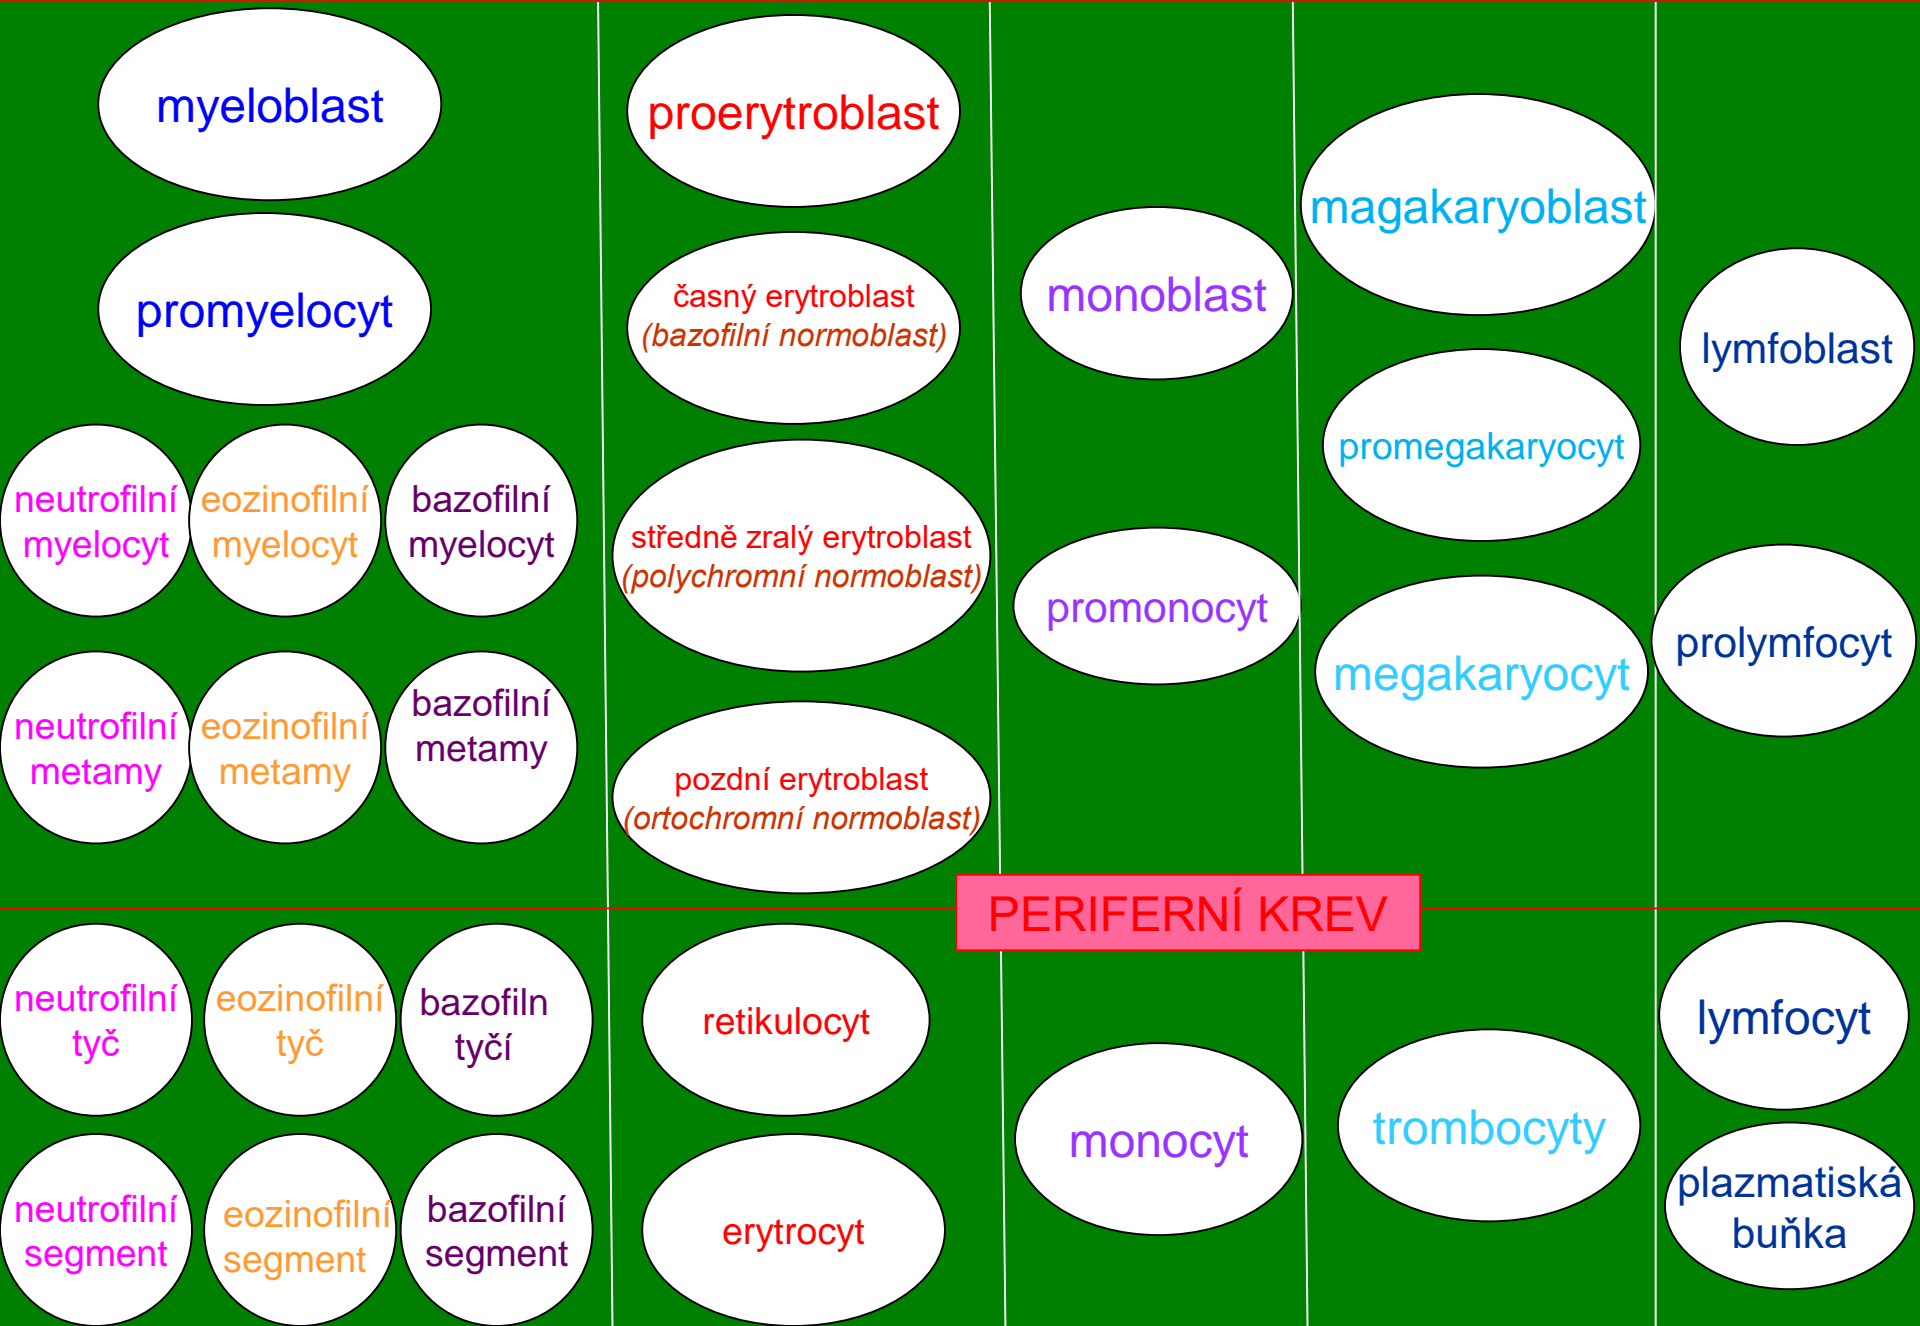 myeloblast
promyelocyt
neutrofilní
myelocyt
eozinofilní
myelocyt
bazofilní
myelocyt
neutrofilní
metamy
eozinofilní
metamy
bazofilní
metamy
proerytroblast
časný erytroblast
(bazofilní normoblast)
středně zralý erytroblast
(polychromní normoblast)
pozdní erytroblast
(ortochromní normoblast)
monoblast
promonocyt
magakaryoblast
promegakaryocyt
megakaryocyt
lymfoblast
prolymfocyt
PERIFERNÍ KREV
neutrofilní
tyč
eozinofilní
tyč
bazofiln
tyčí
neutrofilní
segment
eozinofilní
segment
bazofilní
segment
retikulocyt
erytrocyt
monocyt
trombocyty
lymfocyt
plazmatiská
buňka